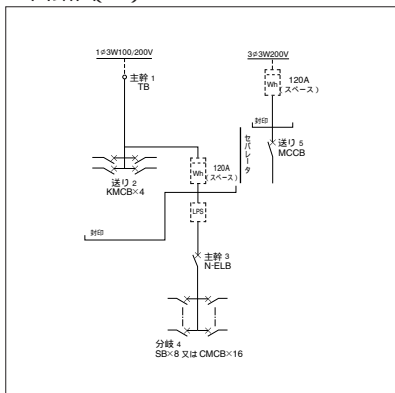 1φ3W100/200V
主幹 1
TB
送り 2
KMCB×4
Wh
120A
(スペース)
封印
LPS
主幹 3
N-ELB
分岐 4
SB×8 又は CMCB×16
セパレータ
3φ3W200V
Wh
120A
(スペース)
封印
送り 5
MCCB